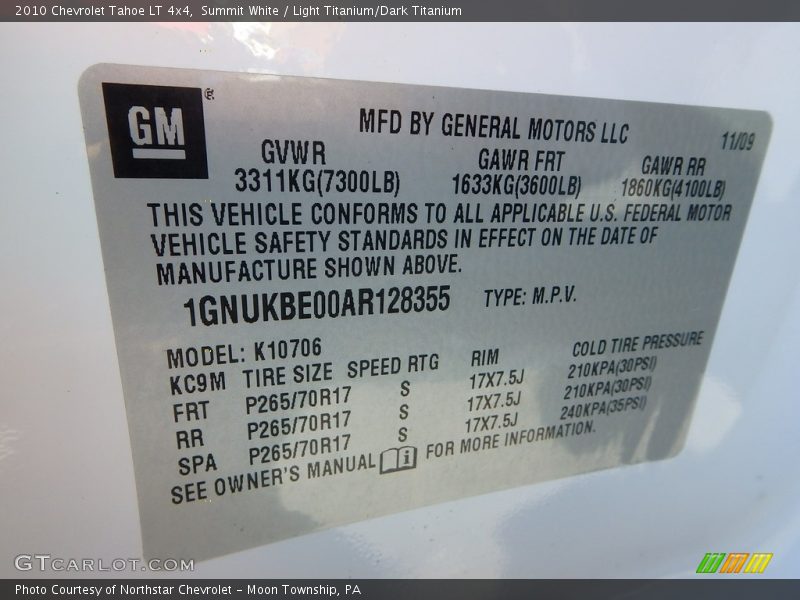 2010 Chevrolet Tahoe LT 4x4, Summit White / Light Titanium/Dark Titanium
GM®
MFD BY GENERAL MOTORS LLC 11/09
GVWR GAWR FRT GAWR RR
3311KG(7300LB) 1633KG(3600LB) 1860KG(4100LB)
THIS VEHICLE CONFORMS TO ALL APPLICABLE U.S. FEDERAL MOTOR
VEHICLE SAFETY STANDARDS IN EFFECT ON THE DATE OF
MANUFACTURE SHOWN ABOVE.
1GNUKBE00AR128355 TYPE: M.P.V.
MODEL: K10706
KC9M TIRE SIZE SPEED RTG RIM COLD TIRE PRESSURE
FRT P265/70R17 S 17X7.5J 210KPA(30PSI)
RR P265/70R17 S 17X7.5J 210KPA(30PSI)
SPA P265/70R17 S 17X7.5J 240KPA(35PSI)
SEE OWNER'S MANUAL FOR MORE INFORMATION.
GTCARLOT.COM
Photo Courtesy of Northstar Chevrolet - Moon Township, PA